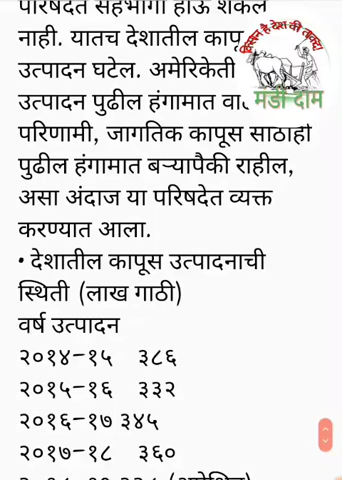 परिषदेत सहभागी होऊ शकले
नाही. यातच देशातील
उत्पादन घटेल. अमेरिकेती
उत्पादन पुढील हंगामात
परिणामी, जागतिक कापूस साठाही
पुढील हंगामात बऱ्यापैकी राहील,
असा अंदाज या परिषदेत व्यक्त
करण्यात आला.
• देशातील कापूस उत्पादनाची
स्थिती (लाख गाठी)
वर्ष उत्पादन
२०१४-१५ ३८६
२०१५-१६ ३३२
२०१६-१७ ३४५
२०१७-१८ ३६०
किसान है देश की ताकद
मंडी दाम